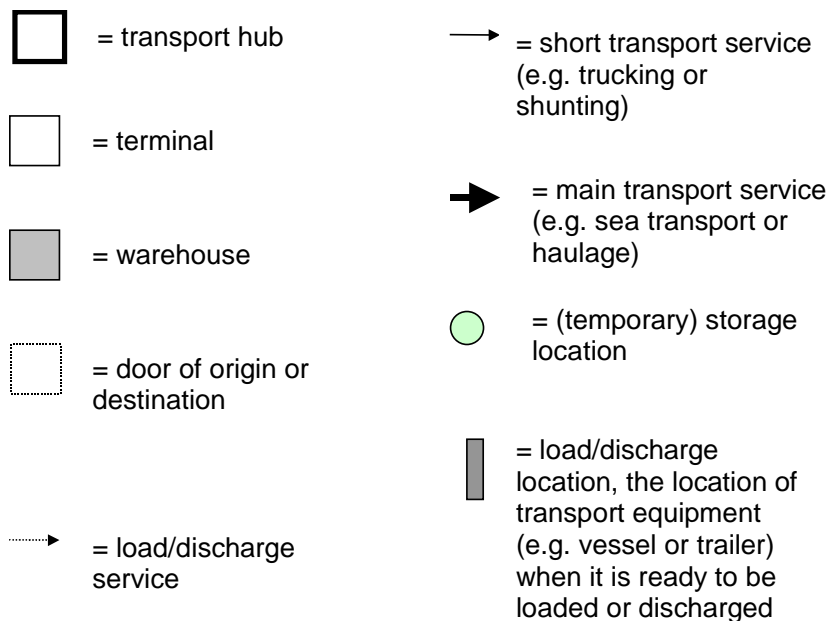 = transport hub
= terminal
= warehouse
= door of origin or
destination
= load/discharge
service
= short transport service
(e.g. trucking or
shunting)
= main transport service
(e.g. sea transport or
haulage)
= (temporary) storage
location
= load/discharge
location, the location of
transport equipment
(e.g. vessel or trailer)
when it is ready to be
loaded or discharged